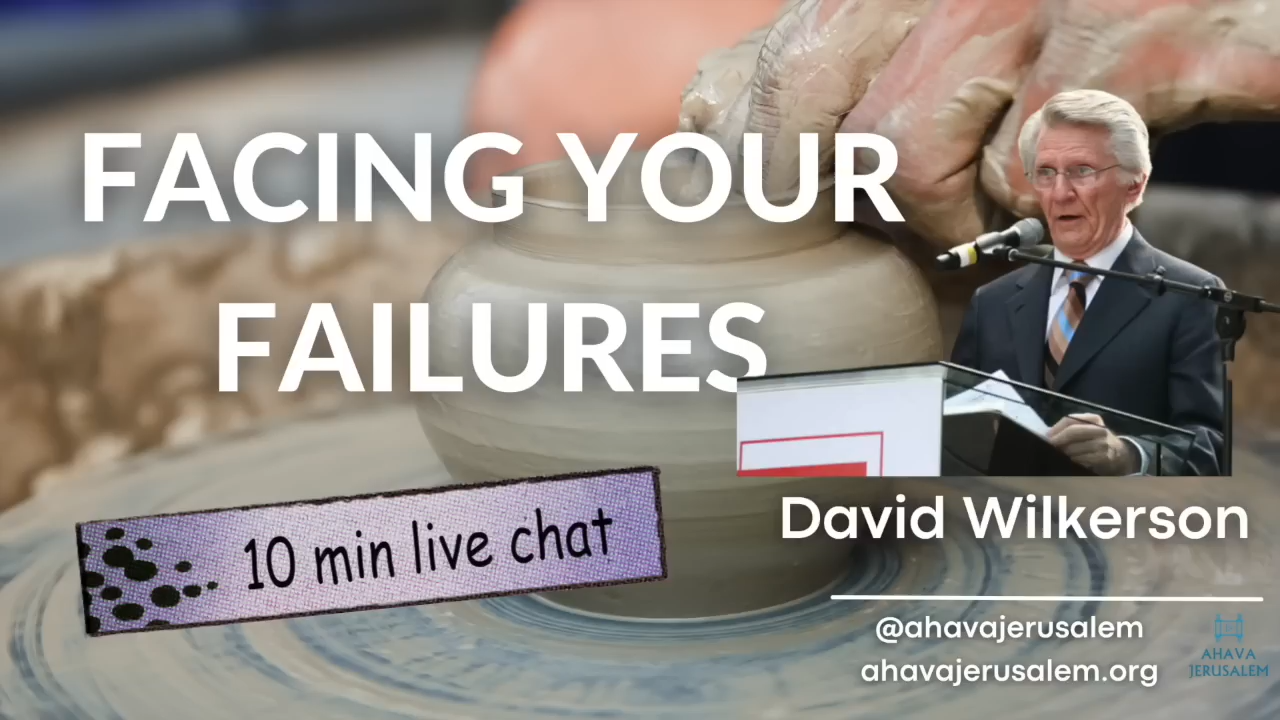 FACING YOUR
FAILURES
10 min live chat
David Wilkerson
@ahavajerusalem
ahavajerusalem.org
AHAVA
JERUSALEM